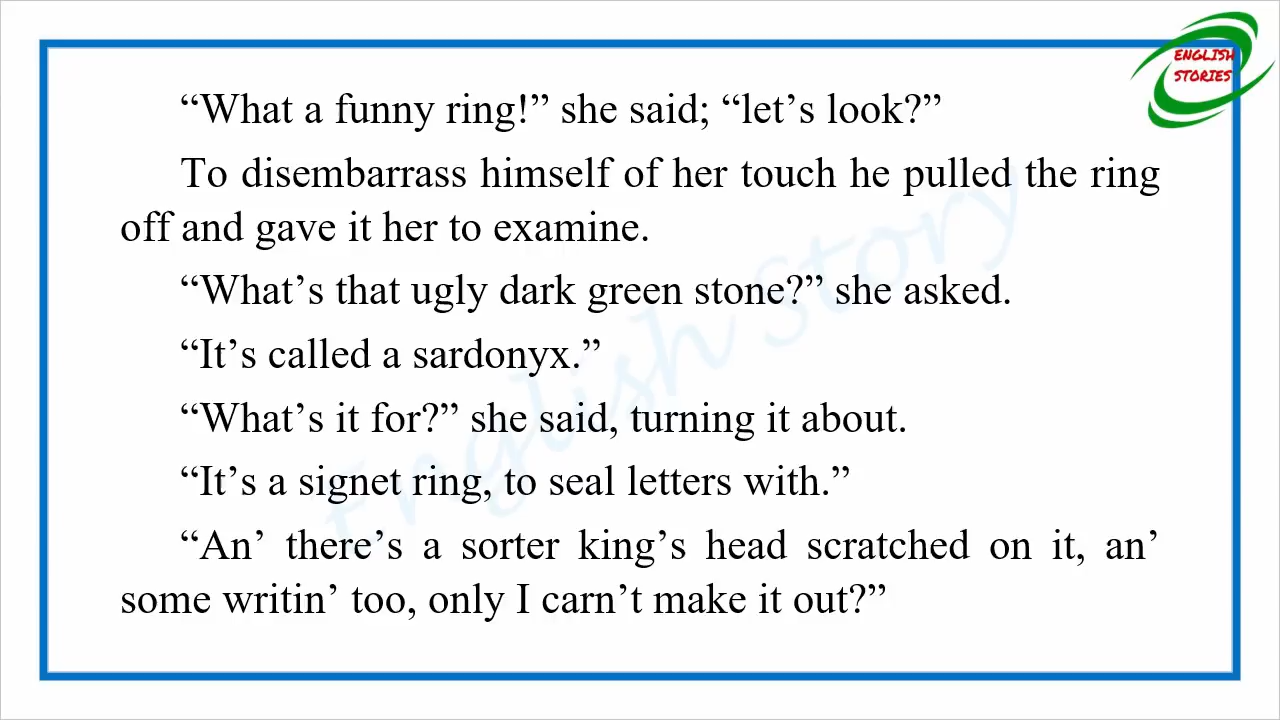 ENGLISH
STORIES
“What a funny ring!” she said; “let’s look?”
To disembarrass himself of her touch he pulled the ring
off and gave it her to examine.
“What’s that ugly dark green stone?” she asked.
“It’s called a sardonyx.”
“What’s it for?” she said, turning it about.
“It’s a signet ring, to seal letters with.”
“An’ there’s a sorter king’s head scratched on it, an’
some writin’ too, only I carn’t make it out?”
English Story